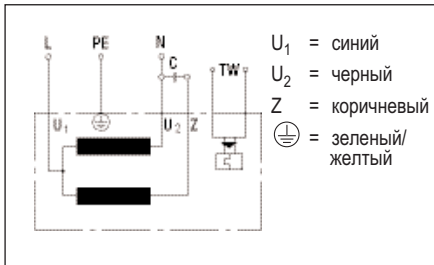 L PE N
C
TW
U₁ U₂ Z
U₁ = синий
U₂ = черный
Z = коричневый
= зеленый/
желтый